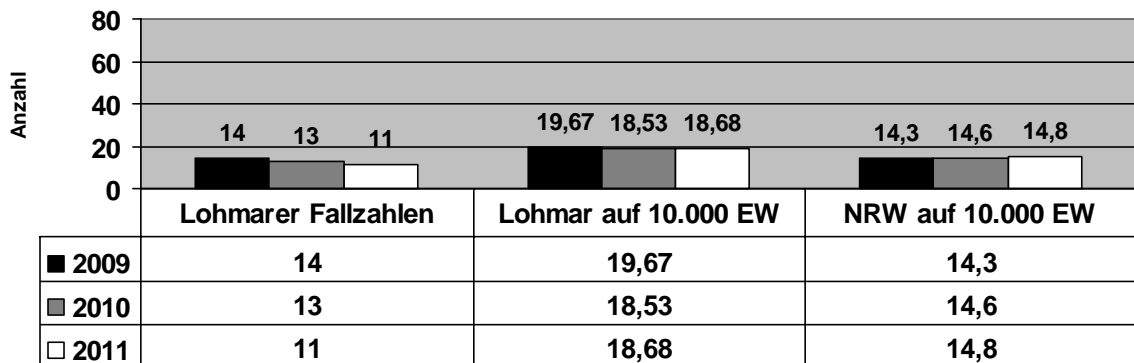 80
60
40
20
0
Anzahl
14 13 11 19,67 18,53 18,68 14,3 14,6 14,8
Lohmarer Fallzahlen Lohmar auf 10.000 EW NRW auf 10.000 EW
2009 14 19,67 14,3
2010 13 18,53 14,6
2011 11 18,68 14,8